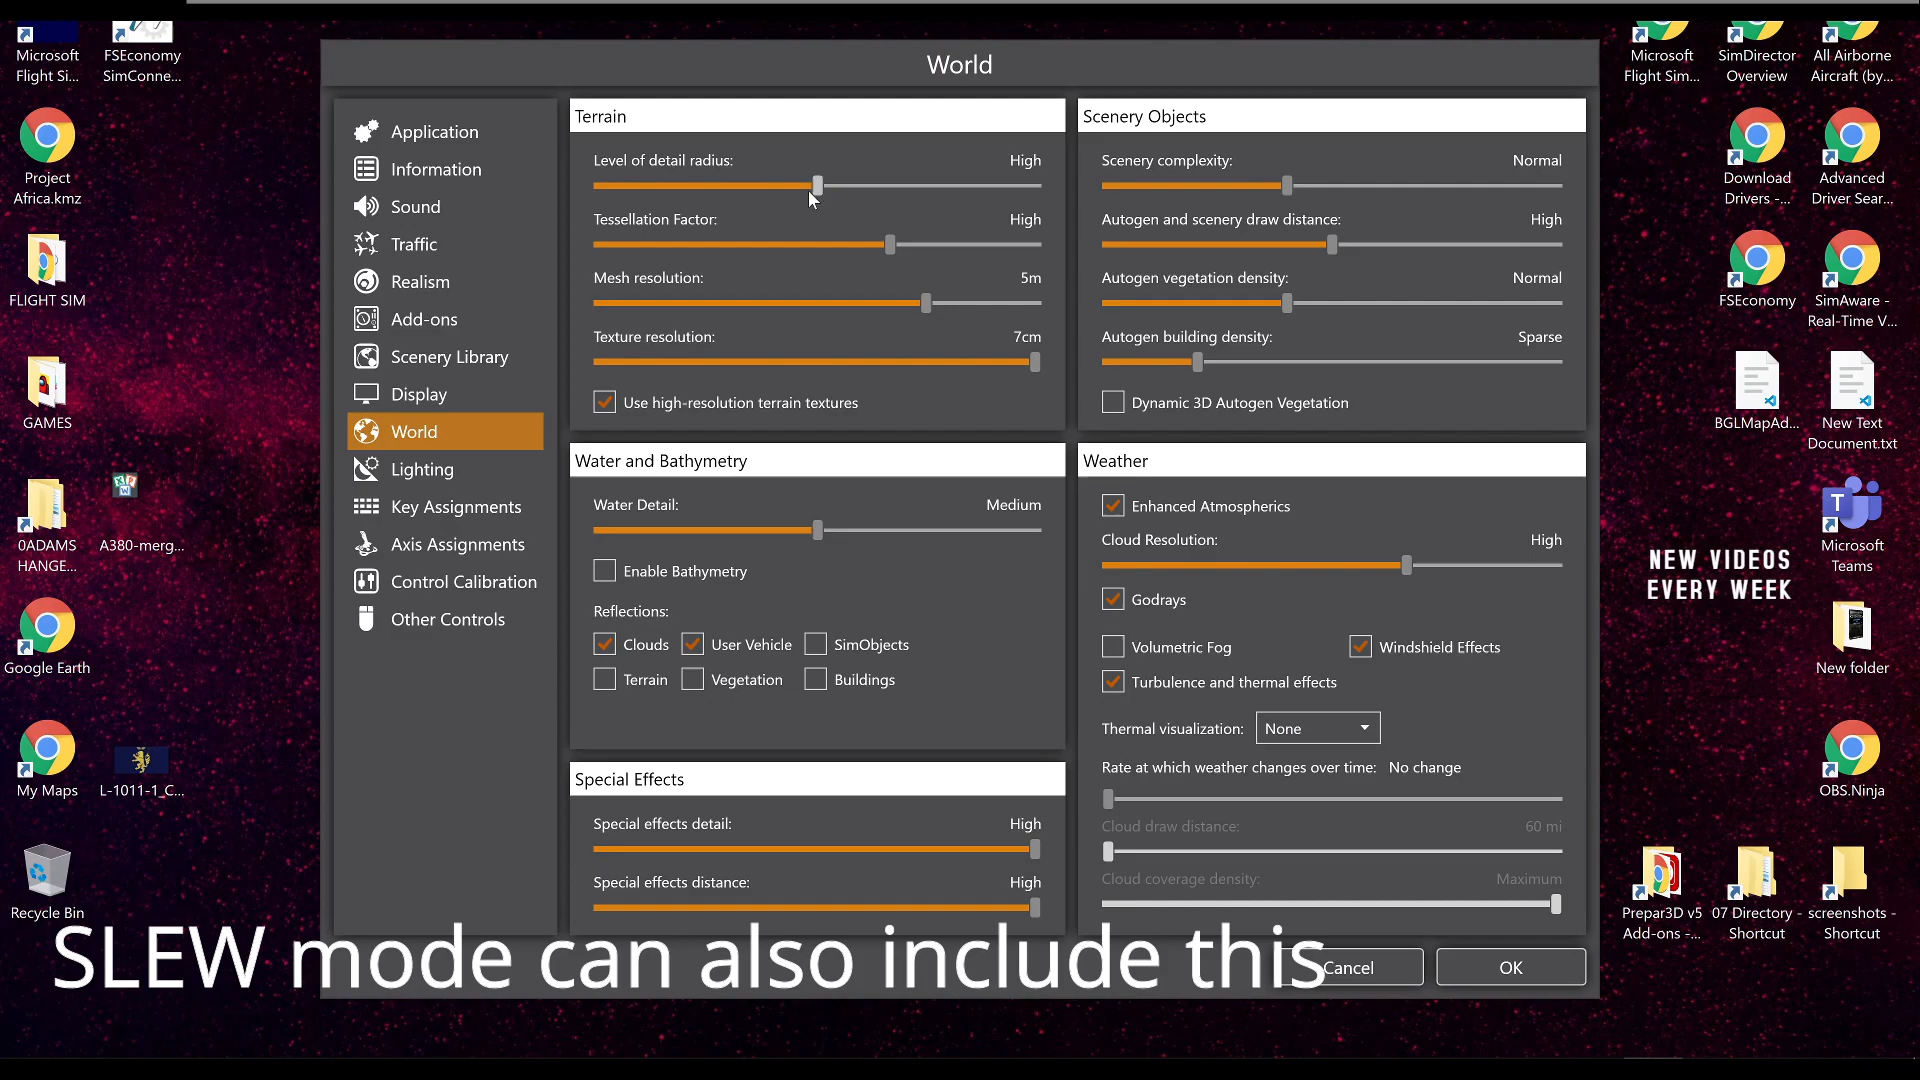 Microsoft
Flight Si...
FSEconomy
SimConne...
Project
Africa.kmz
FLIGHT SIM
GAMES
0ADAMS
HANGE...
A380-merg...
Google Earth
My Maps
L-1011-1_C...
Recycle Bin
World
Application
Information
Sound
Traffic
Realism
Add-ons
Scenery Library
Display
World
Lighting
Key Assignments
Axis Assignments
Control Calibration
Other Controls
Terrain
Level of detail radius: High
Tessellation Factor: High
Mesh resolution: 5m
Texture resolution: 7cm
Use high-resolution terrain textures
Water and Bathymetry
Water Detail: Medium
Enable Bathymetry
Reflections:
Clouds User Vehicle SimObjects
Terrain Vegetation Buildings
Special Effects
Special effects detail: High
Special effects distance: High
Scenery Objects
Scenery complexity: Normal
Autogen and scenery draw distance: High
Autogen vegetation density: Normal
Autogen building density: Sparse
Dynamic 3D Autogen Vegetation
Weather
Enhanced Atmospherics
Cloud Resolution: High
Godrays
Volumetric Fog Windshield Effects
Turbulence and thermal effects
Thermal visualization: None
Rate at which weather changes over time: No change
Cloud draw distance: 60 mi
Cloud coverage density: Maximum
Cancel OK
SLEW mode can also include this
Microsoft
Flight Sim...
SimDirector
Overview
All Airborne
Aircraft (by...
Download
Drivers -...
Advanced
Driver Sear...
FSEconomy
SimAware -
Real-Time V...
BGLMapAd...
New Text
Document.txt
T
Microsoft
Teams
NEW VIDEOS
EVERY WEEK
New folder
OBS.Ninja
Prepar3D v5
Add-ons -...
07 Directory -
Shortcut
screenshots -
Shortcut